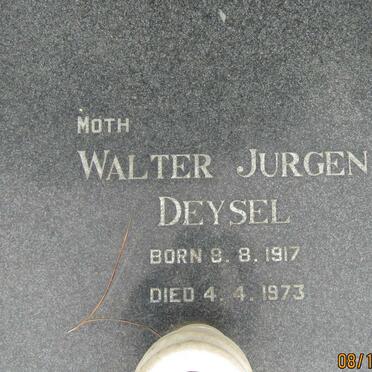 MOTH
WALTER JURGEN
DEYSEL
BORN 8. 8. 1917
DIED 4. 4. 1973
08/1